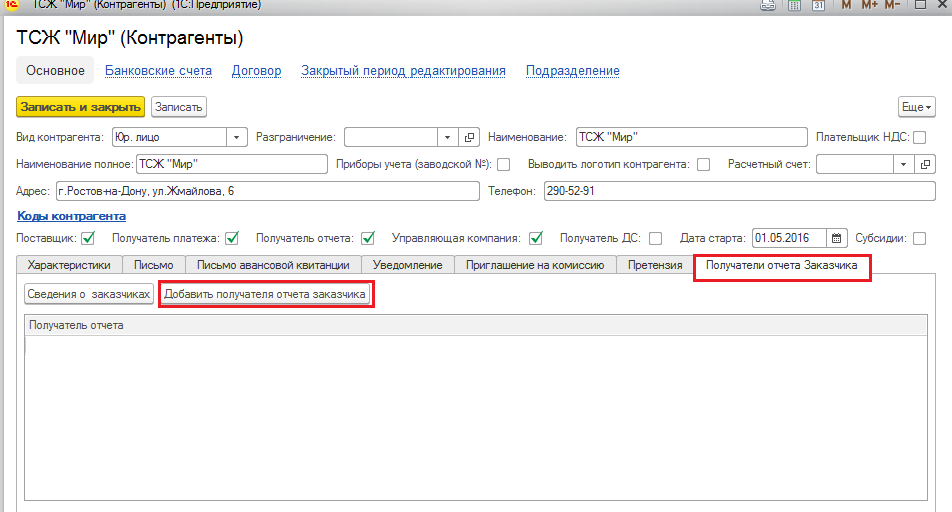 ТСЖ "Мир" (Контрагенты) (1С:Предприятие) M M+ M-
ТСЖ "Мир" (Контрагенты)
Основное Банковские счета Договор Закрытый период редактирования Подразделение
Записать и закрыть Записать Еще
Вид контрагента: Юр. лицо Разграничение: Наименование: ТСЖ "Мир" Плательщик НДС:
Наименование полное: ТСЖ "Мир" Приборы учета (заводской №): Выводить логотип контрагента: Расчетный счет:
Адрес: г.Ростов-на-Дону, ул.Жмайлова, 6 Телефон: 290-52-91
Коды контрагента
Поставщик: Получатель платежа: Получатель отчета: Управляющая компания: Получатель ДС: Дата старта: 01.05.2016 Субсидии:
Характеристики Письмо Письмо авансовой квитанции Уведомление Приглашение на комиссию Претензия Получатели отчета Заказчика
Сведения о заказчиках Добавить получателя отчета заказчика
Получатель отчета